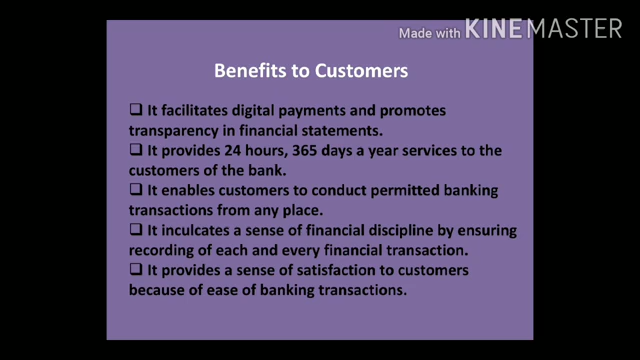 Made with KINEMASTER
Benefits to Customers
❑ It facilitates digital payments and promotes
transparency in financial statements.
❑ It provides 24 hours, 365 days a year services to the
customers of the bank.
❑ It enables customers to conduct permitted banking
transactions from any place.
❑ It inculcates a sense of financial discipline by ensuring
recording of each and every financial transaction.
❑ It provides a sense of satisfaction to customers
because of ease of banking transactions.